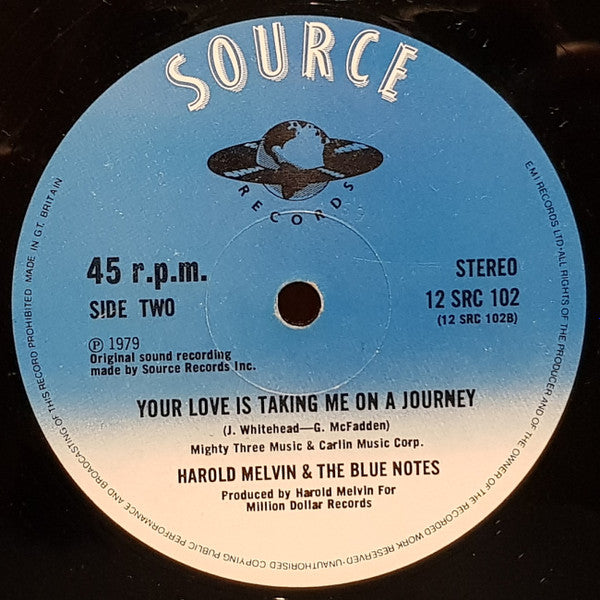 SOURCE
RECORDS
45 r.p.m.
SIDE TWO
STEREO
12 SRC 102
(12 SRC 102B)
℗ 1979
Original sound recording
made by Source Records Inc.
YOUR LOVE IS TAKING ME ON A JOURNEY
(J. Whitehead—G. McFadden)
Mighty Three Music & Carlin Music Corp.
HAROLD MELVIN & THE BLUE NOTES
Produced by Harold Melvin For
Million Dollar Records
EMI RECORDS LTD·ALL RIGHTS OF THE PRODUCER AND OF THE OWNER OF THE RECORDED WORK RESERVED·UNAUTHORISED COPYING PUBLIC PERFORMANCE AND BROADCASTING OF THIS RECORD PROHIBITED MADE IN GT. BRITAIN